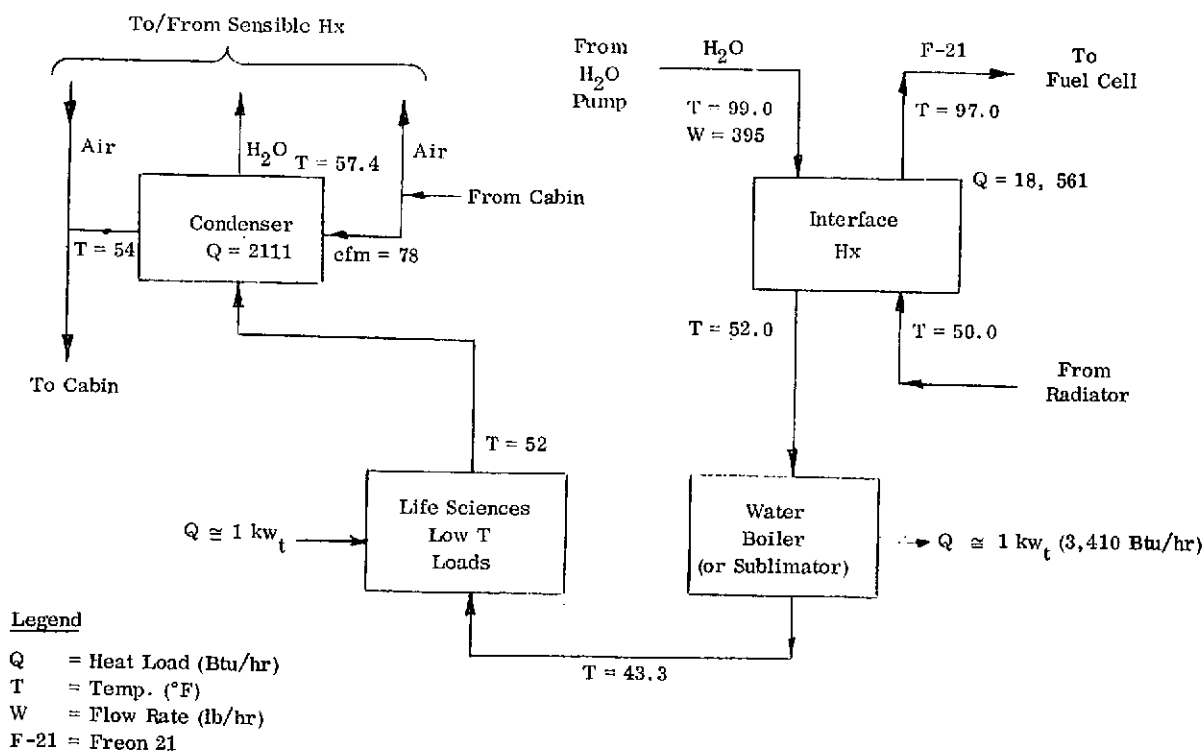 To/From Sensible Hx
Air
H₂O
T = 57.4
Air
From Cabin
Condenser
Q = 2111
T = 54
cfm = 78
To Cabin
From
H₂O
Pump
H₂O
T = 99.0
W = 395
F-21
To
Fuel Cell
T = 97.0
Q = 18, 561
Interface
Hx
T = 52.0
T = 50.0
From
Radiator
T = 52
Q ≅ 1 kwₜ
Life Sciences
Low T
Loads
Water
Boiler
(or Sublimator)
Q ≅ 1 kwₜ (3,410 Btu/hr)
T = 43.3
Legend
Q = Heat Load (Btu/hr)
T = Temp. (°F)
W = Flow Rate (lb/hr)
F-21 = Freon 21